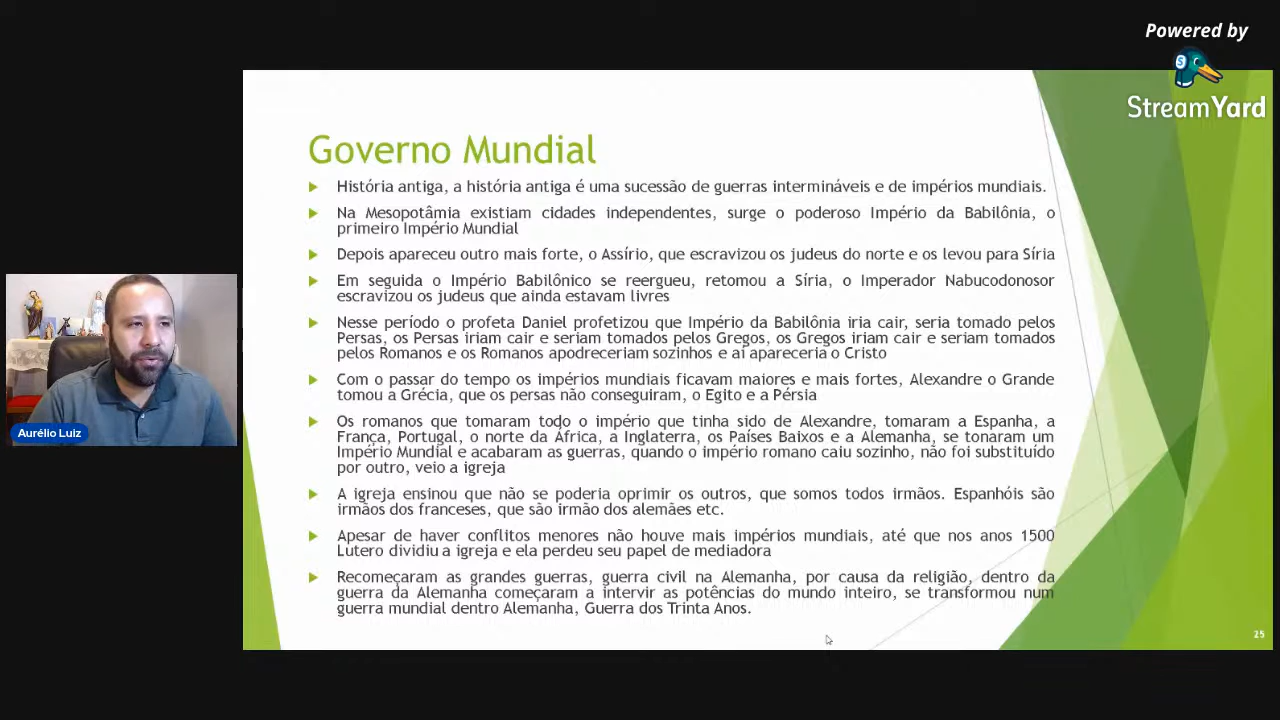 Powered by
StreamYard
Governo Mundial
História antiga, a história antiga é uma sucessão de guerras intermináveis e de impérios mundiais.
Na Mesopotâmia existiam cidades independentes, surge o poderoso Império da Babilônia, o
primeiro Império Mundial
Depois apareceu outro mais forte, o Assírio, que escravizou os judeus do norte e os levou para Síria
Em seguida o Império Babilônico se reergueu, retomou a Síria, o Imperador Nabucodonosor
escravizou os judeus que ainda estavam livres
Nesse período o profeta Daniel profetizou que Império da Babilônia iria cair, seria tomado pelos
Persas, os Persas iriam cair e seriam tomados pelos Gregos, os Gregos iriam cair e seriam tomados
pelos Romanos e os Romanos apodreceriam sozinhos e aí apareceria o Cristo
Com o passar do tempo os impérios mundiais ficavam maiores e mais fortes, Alexandre o Grande
tomou a Grécia, que os persas não conseguiram, o Egito e a Pérsia
Os romanos que tomaram todo o império que tinha sido de Alexandre, tomaram a Espanha, a
França, Portugal, o norte da África, a Inglaterra, os Países Baixos e a Alemanha, se tonaram um
Império Mundial e acabaram as guerras, quando o império romano caiu sozinho, não foi substituído
por outro, veio a igreja
A igreja ensinou que não se poderia oprimir os outros, que somos todos irmãos. Espanhóis são
irmãos dos franceses, que são irmão dos alemães etc.
Apesar de haver conflitos menores não houve mais impérios mundiais, até que nos anos 1500
Lutero dividiu a igreja e ela perdeu seu papel de mediadora
Recomeçaram as grandes guerras, guerra civil na Alemanha, por causa da religião, dentro da
guerra da Alemanha começaram a intervir as potências do mundo inteiro, se transformou num
guerra mundial dentro Alemanha, Guerra dos Trinta Anos.
25
Aurélio Luiz